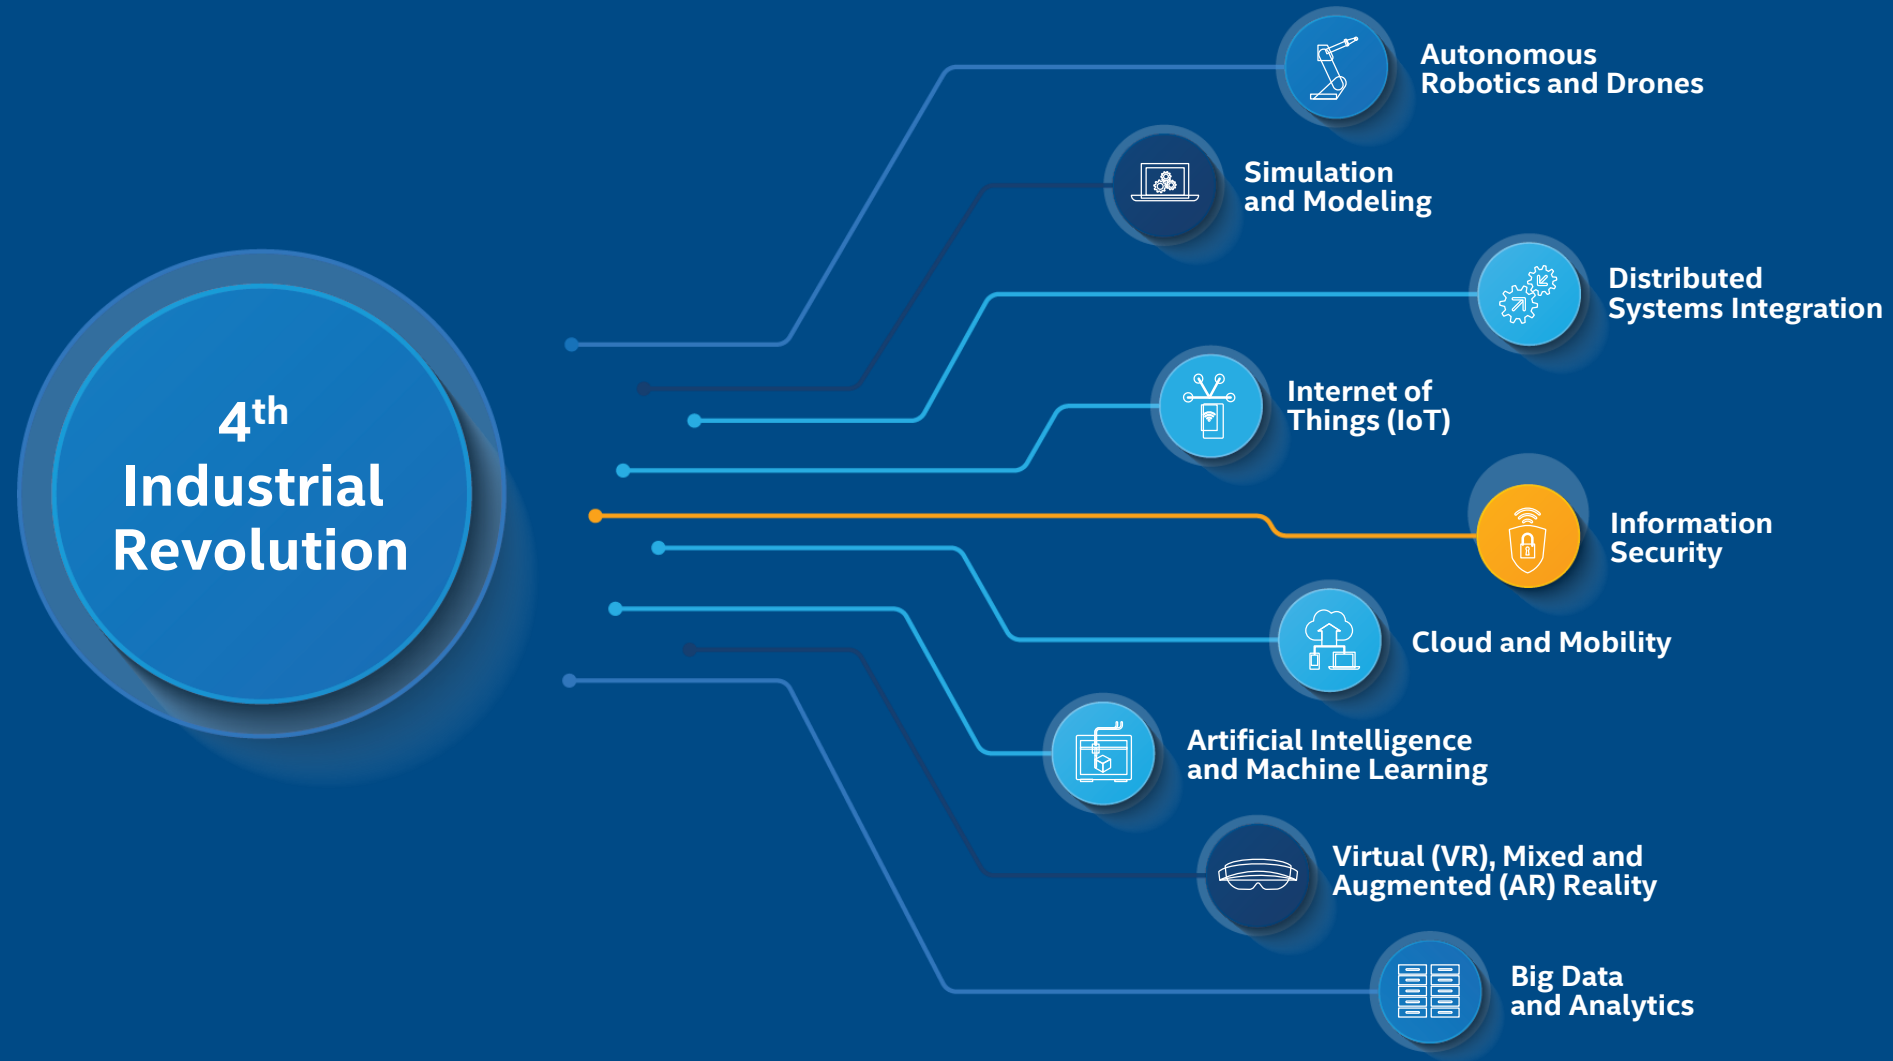 4th
Industrial
Revolution
Autonomous
Robotics and Drones
Simulation
and Modeling
Distributed
Systems Integration
Internet of
Things (IoT)
Information
Security
Cloud and Mobility
Artificial Intelligence
and Machine Learning
Virtual (VR), Mixed and
Augmented (AR) Reality
Big Data
and Analytics